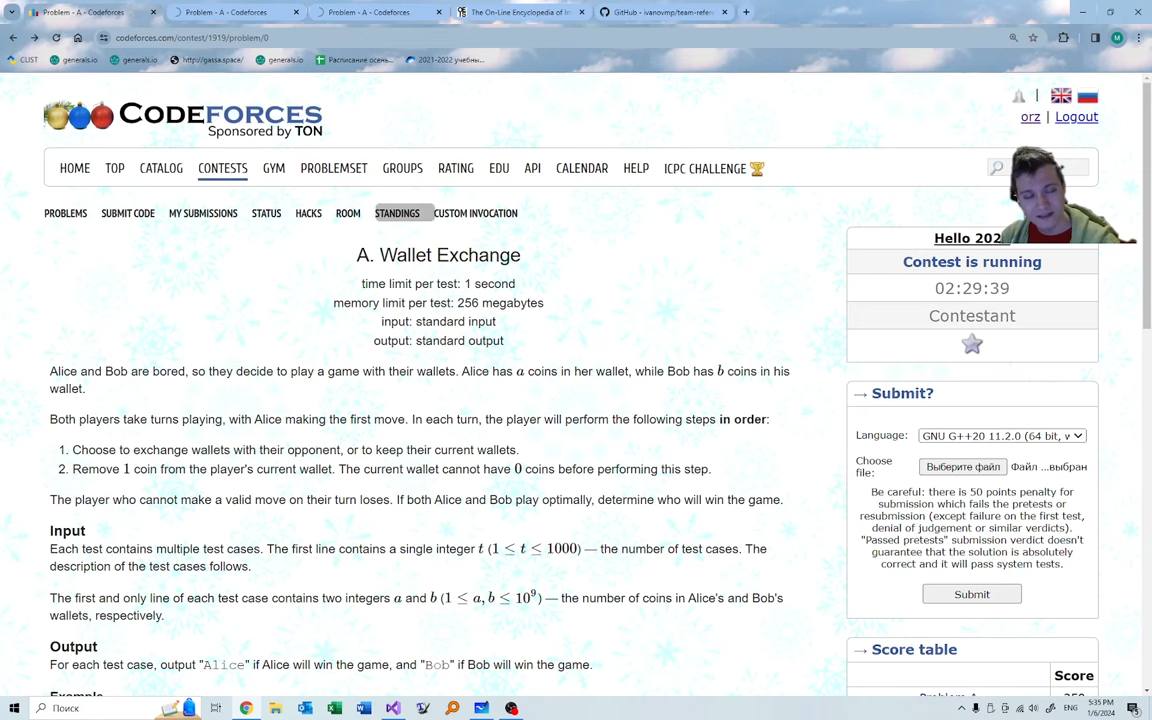 Problem - A - Codeforces
Problem - A - Codeforces
Problem - A - Codeforces
The On-Line Encyclopedia of In
GitHub - ivanovmp/team-refere
codeforces.com/contest/1919/problem/0
CLIST
generals.io
generals.io
http://gassa.space/
generals.io
Расписание осень...
2021-2022 учебны...
CODEFORCES
Sponsored by TON
orz | Logout
HOME TOP CATALOG CONTESTS GYM PROBLEMSET GROUPS RATING EDU API CALENDAR HELP ICPC CHALLENGE
PROBLEMS SUBMIT CODE MY SUBMISSIONS STATUS HACKS ROOM STANDINGS CUSTOM INVOCATION
A. Wallet Exchange
time limit per test: 1 second
memory limit per test: 256 megabytes
input: standard input
output: standard output
Alice and Bob are bored, so they decide to play a game with their wallets. Alice has a coins in her wallet, while Bob has b coins in his
wallet.
Both players take turns playing, with Alice making the first move. In each turn, the player will perform the following steps in order:
1. Choose to exchange wallets with their opponent, or to keep their current wallets.
2. Remove 1 coin from the player's current wallet. The current wallet cannot have 0 coins before performing this step.
The player who cannot make a valid move on their turn loses. If both Alice and Bob play optimally, determine who will win the game.
Input
Each test contains multiple test cases. The first line contains a single integer t (1 ≤ t ≤ 1000) — the number of test cases. The
description of the test cases follows.
The first and only line of each test case contains two integers a and b (1 ≤ a, b ≤ 10⁹) — the number of coins in Alice's and Bob's
wallets, respectively.
Output
For each test case, output "Alice" if Alice will win the game, and "Bob" if Bob will win the game.
Example
Hello 202
Contest is running
02:29:39
Contestant
→ Submit?
Language: GNU G++20 11.2.0 (64 bit, v
Choose
file: Выберите файл Файл ...выбран
Be careful: there is 50 points penalty for
submission which fails the pretests or
resubmission (except failure on the first test,
denial of judgement or similar verdicts).
"Passed pretests" submission verdict doesn't
guarantee that the solution is absolutely
correct and it will pass system tests.
Submit
→ Score table
Score
Problem A
Поиск
ENG
5:35 PM
1/6/2024